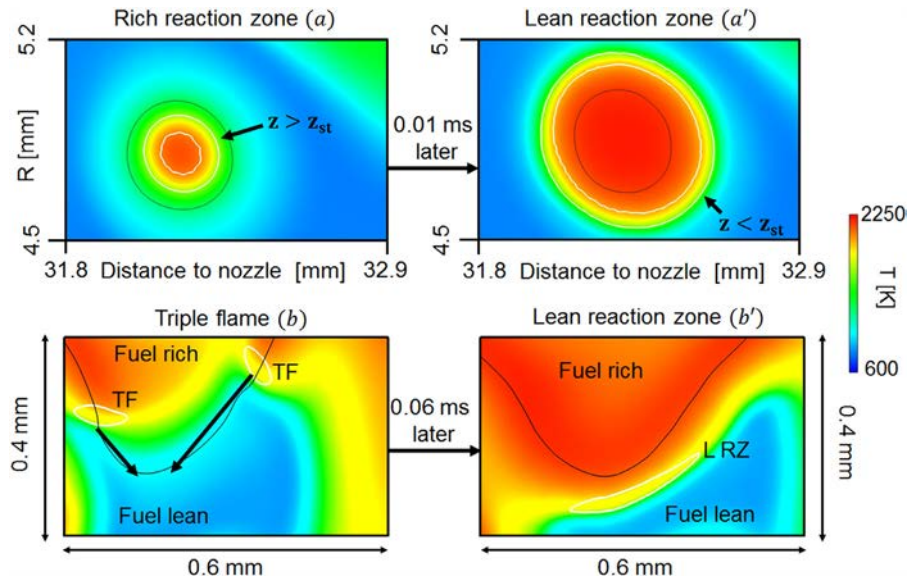 Rich reaction zone (a)
Lean reaction zone (a′)
5.2
R [mm]
4.5
z > z_st
0.01 ms
later
5.2
4.5
z < z_st
31.8 Distance to nozzle [mm] 32.9
31.8 Distance to nozzle [mm] 32.9
2250
T [K]
600
Triple flame (b)
Lean reaction zone (b′)
Fuel rich
TF
TF
Fuel lean
0.4 mm
0.6 mm
0.06 ms
later
Fuel rich
L RZ
Fuel lean
0.4 mm
0.6 mm